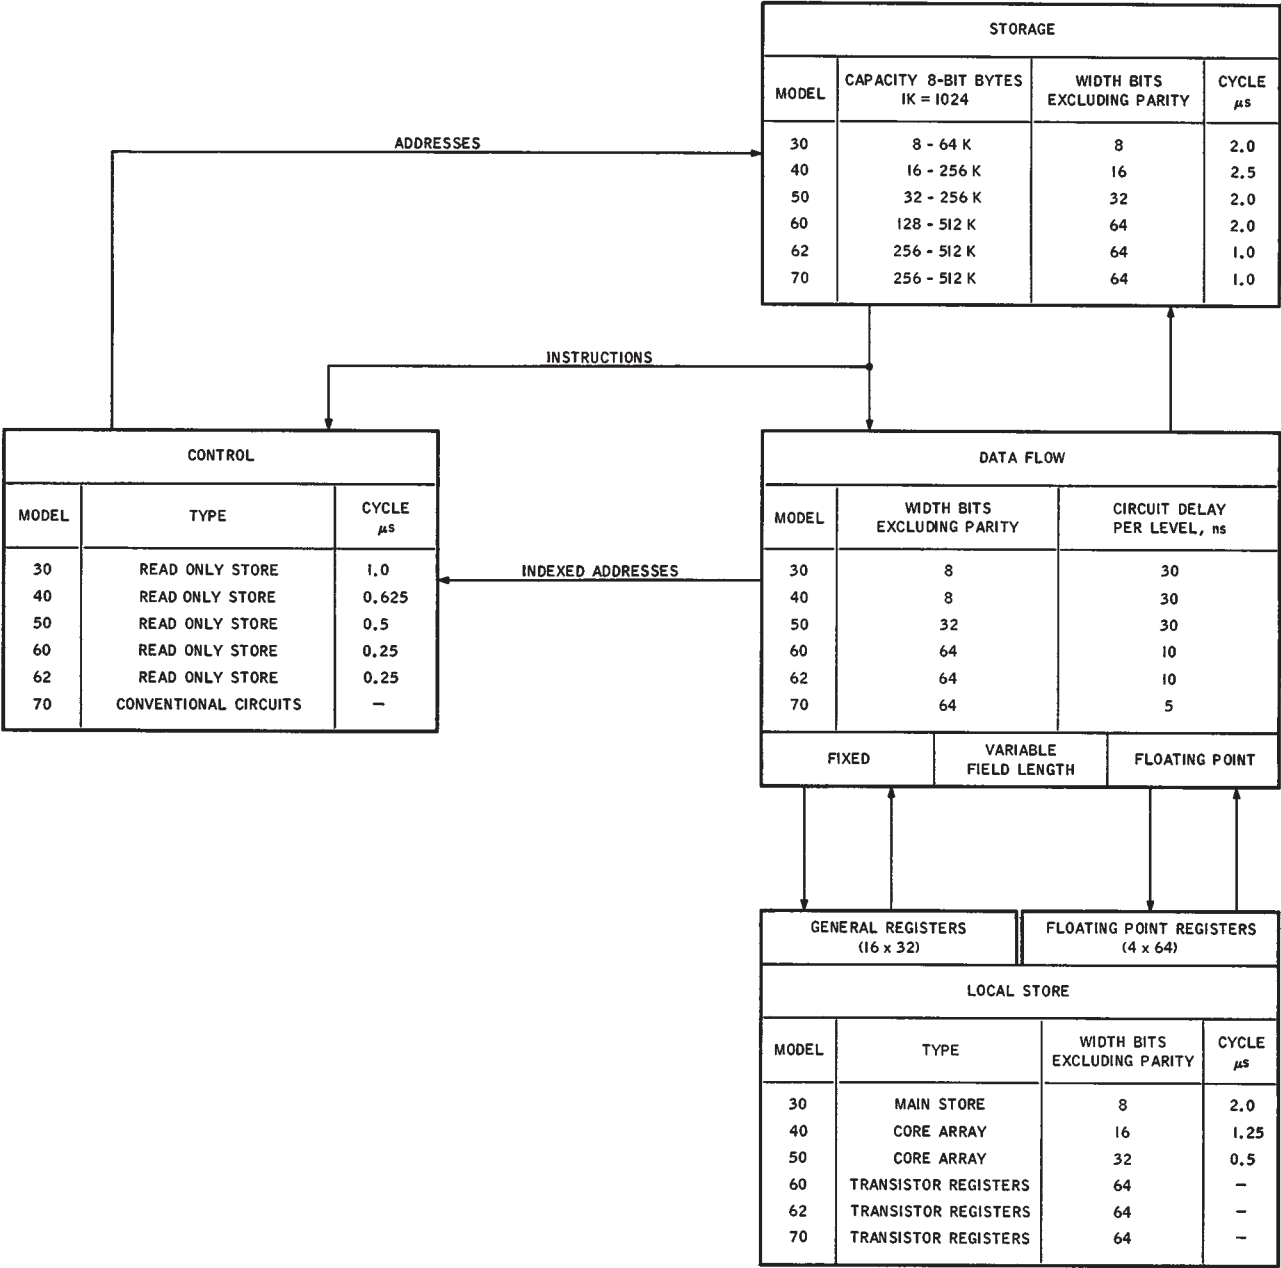 STORAGE
MODEL CAPACITY 8-BIT BYTES 1K = 1024 WIDTH BITS EXCLUDING PARITY CYCLE μs
30 8 - 64 K 8 2.0
40 16 - 256 K 16 2.5
50 32 - 256 K 32 2.0
60 128 - 512 K 64 2.0
62 256 - 512 K 64 1.0
70 256 - 512 K 64 1.0
ADDRESSES
INSTRUCTIONS
CONTROL
MODEL TYPE CYCLE μs
30 READ ONLY STORE 1.0
40 READ ONLY STORE 0.625
50 READ ONLY STORE 0.5
60 READ ONLY STORE 0.25
62 READ ONLY STORE 0.25
70 CONVENTIONAL CIRCUITS —
INDEXED ADDRESSES
DATA FLOW
MODEL WIDTH BITS EXCLUDING PARITY CIRCUIT DELAY PER LEVEL, ns
30 8 30
40 8 30
50 32 30
60 64 10
62 64 10
70 64 5
FIXED VARIABLE FIELD LENGTH FLOATING POINT
GENERAL REGISTERS (16 x 32)
FLOATING POINT REGISTERS (4 x 64)
LOCAL STORE
MODEL TYPE WIDTH BITS EXCLUDING PARITY CYCLE μs
30 MAIN STORE 8 2.0
40 CORE ARRAY 16 1.25
50 CORE ARRAY 32 0.5
60 TRANSISTOR REGISTERS 64 —
62 TRANSISTOR REGISTERS 64 —
70 TRANSISTOR REGISTERS 64 —